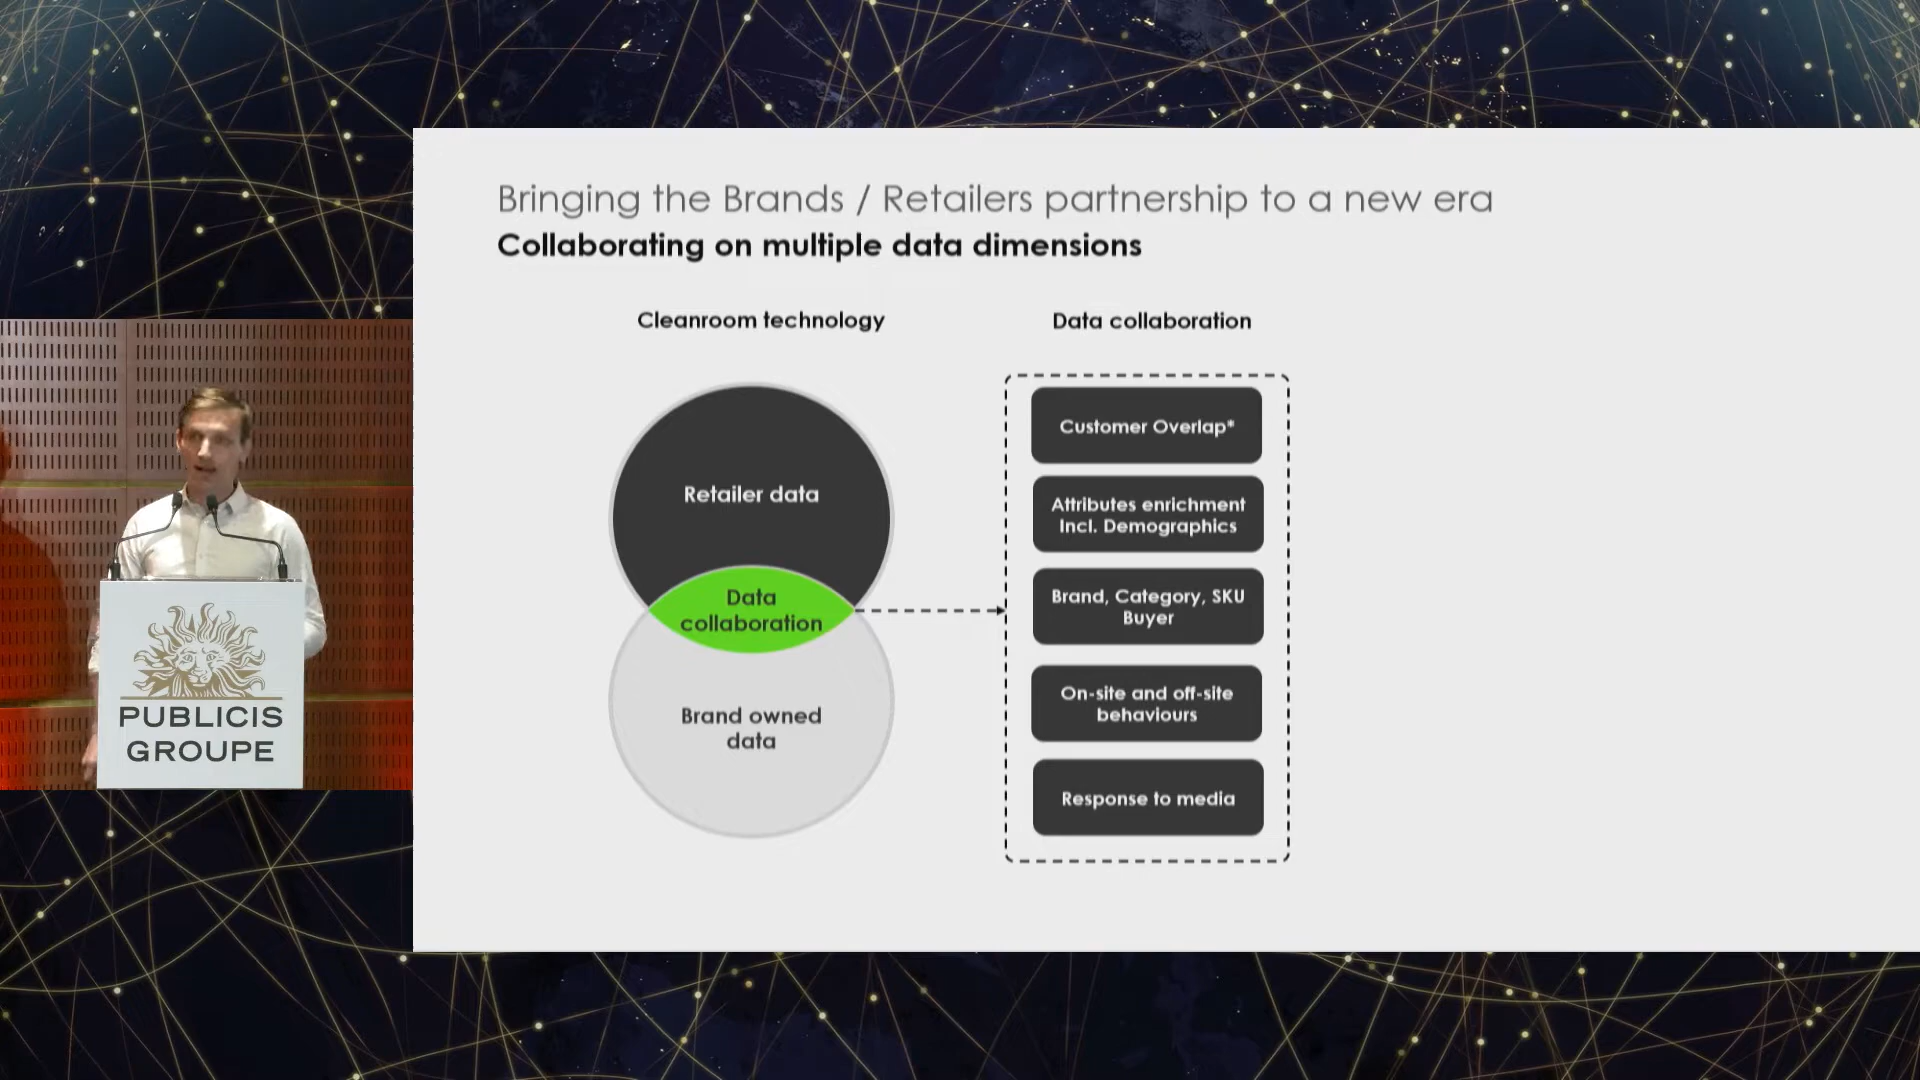 Bringing the Brands / Retailers partnership to a new era
Collaborating on multiple data dimensions
Cleanroom technology
Data collaboration
Retailer data
Data
collaboration
Brand owned
data
Customer Overlap*
Attributes enrichment
Incl. Demographics
Brand, Category, SKU
Buyer
On-site and off-site
behaviours
Response to media
PUBLICIS
GROUPE